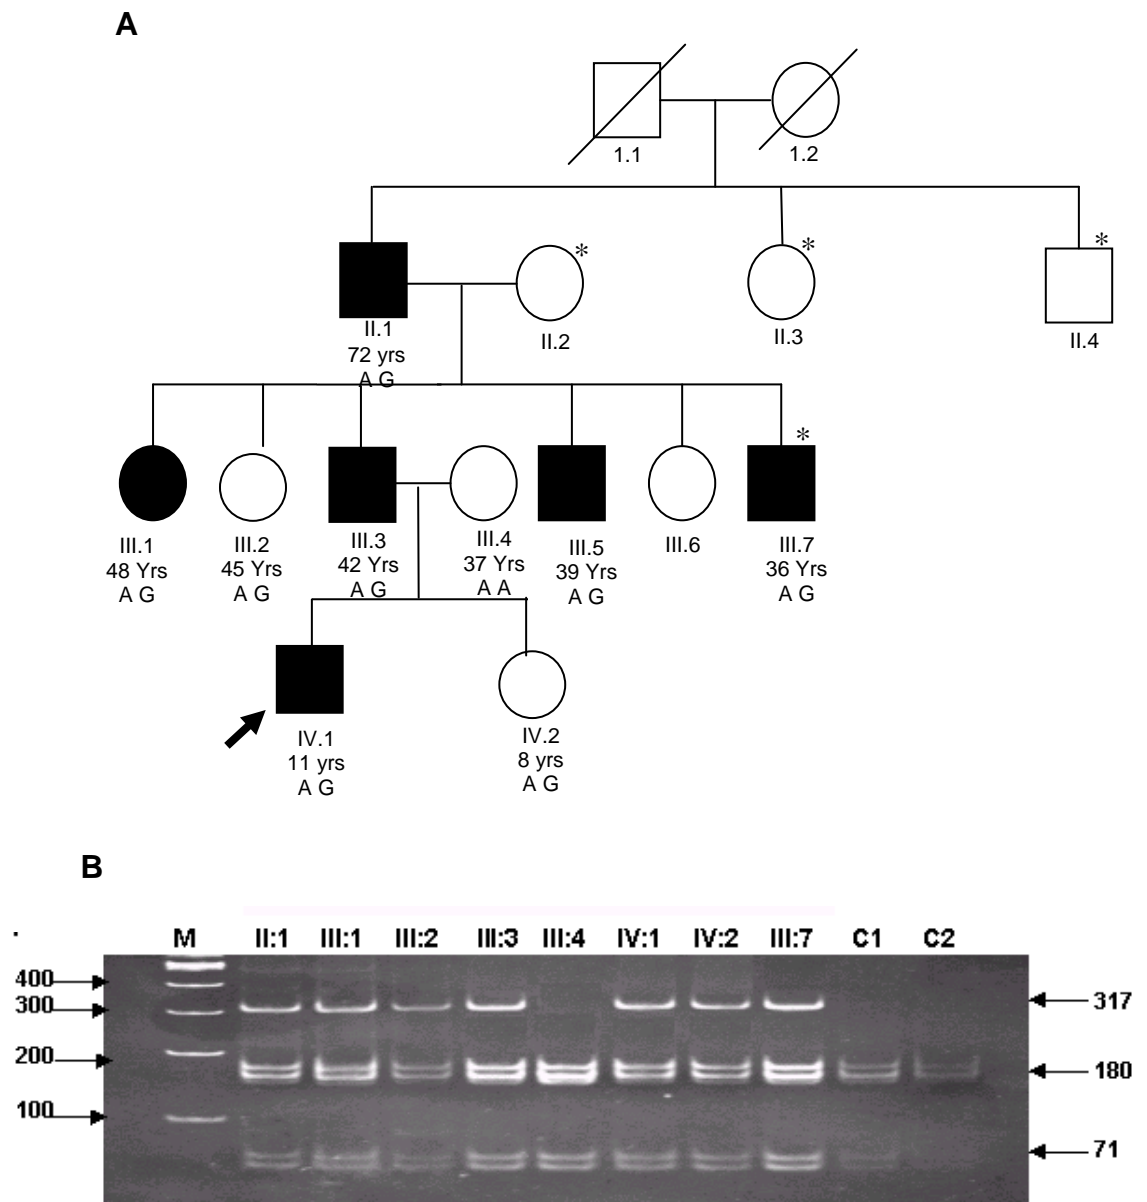 A
1.1
1.2
*
*
*
II.1
72 yrs
A G
II.2
II.3
II.4
*
III.1
48 Yrs
A G
III.2
45 Yrs
A G
III.3
42 Yrs
A G
III.4
37 Yrs
A A
III.5
39 Yrs
A G
III.6
III.7
36 Yrs
A G
IV.1
11 yrs
A G
IV.2
8 yrs
A G
B
M II:1 III:1 III:2 III:3 III:4 IV:1 IV:2 III:7 C1 C2
400
300
200
100
317
180
71